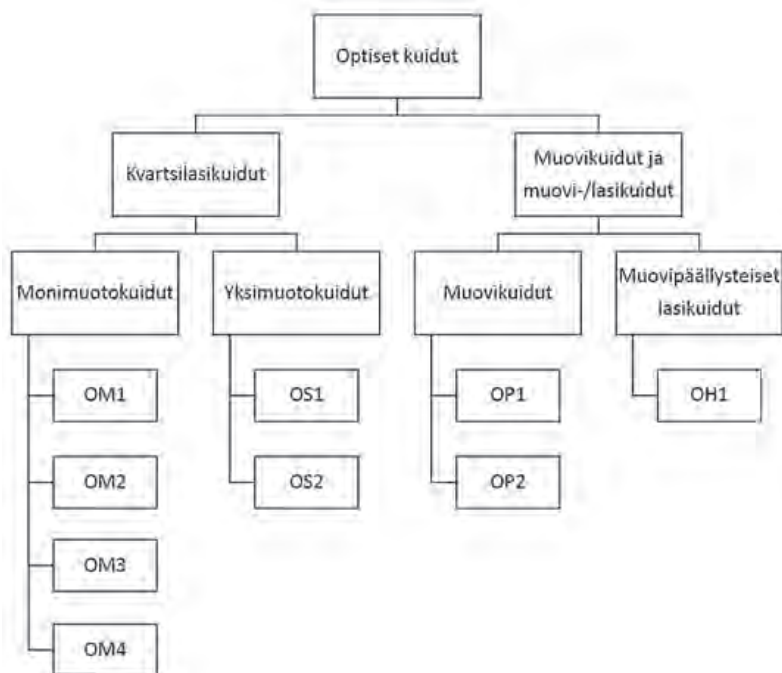 Optiset kuidut
Kvartsilasikuidut
Muovikuidut ja
muovi-/lasikuidut
Monimuotokuidut
Yksimuotokuidut
Muovikuidut
Muovipäällysteiset
lasikuidut
OM1
OS1
OP1
OH1
OM2
OS2
OP2
OM3
OM4